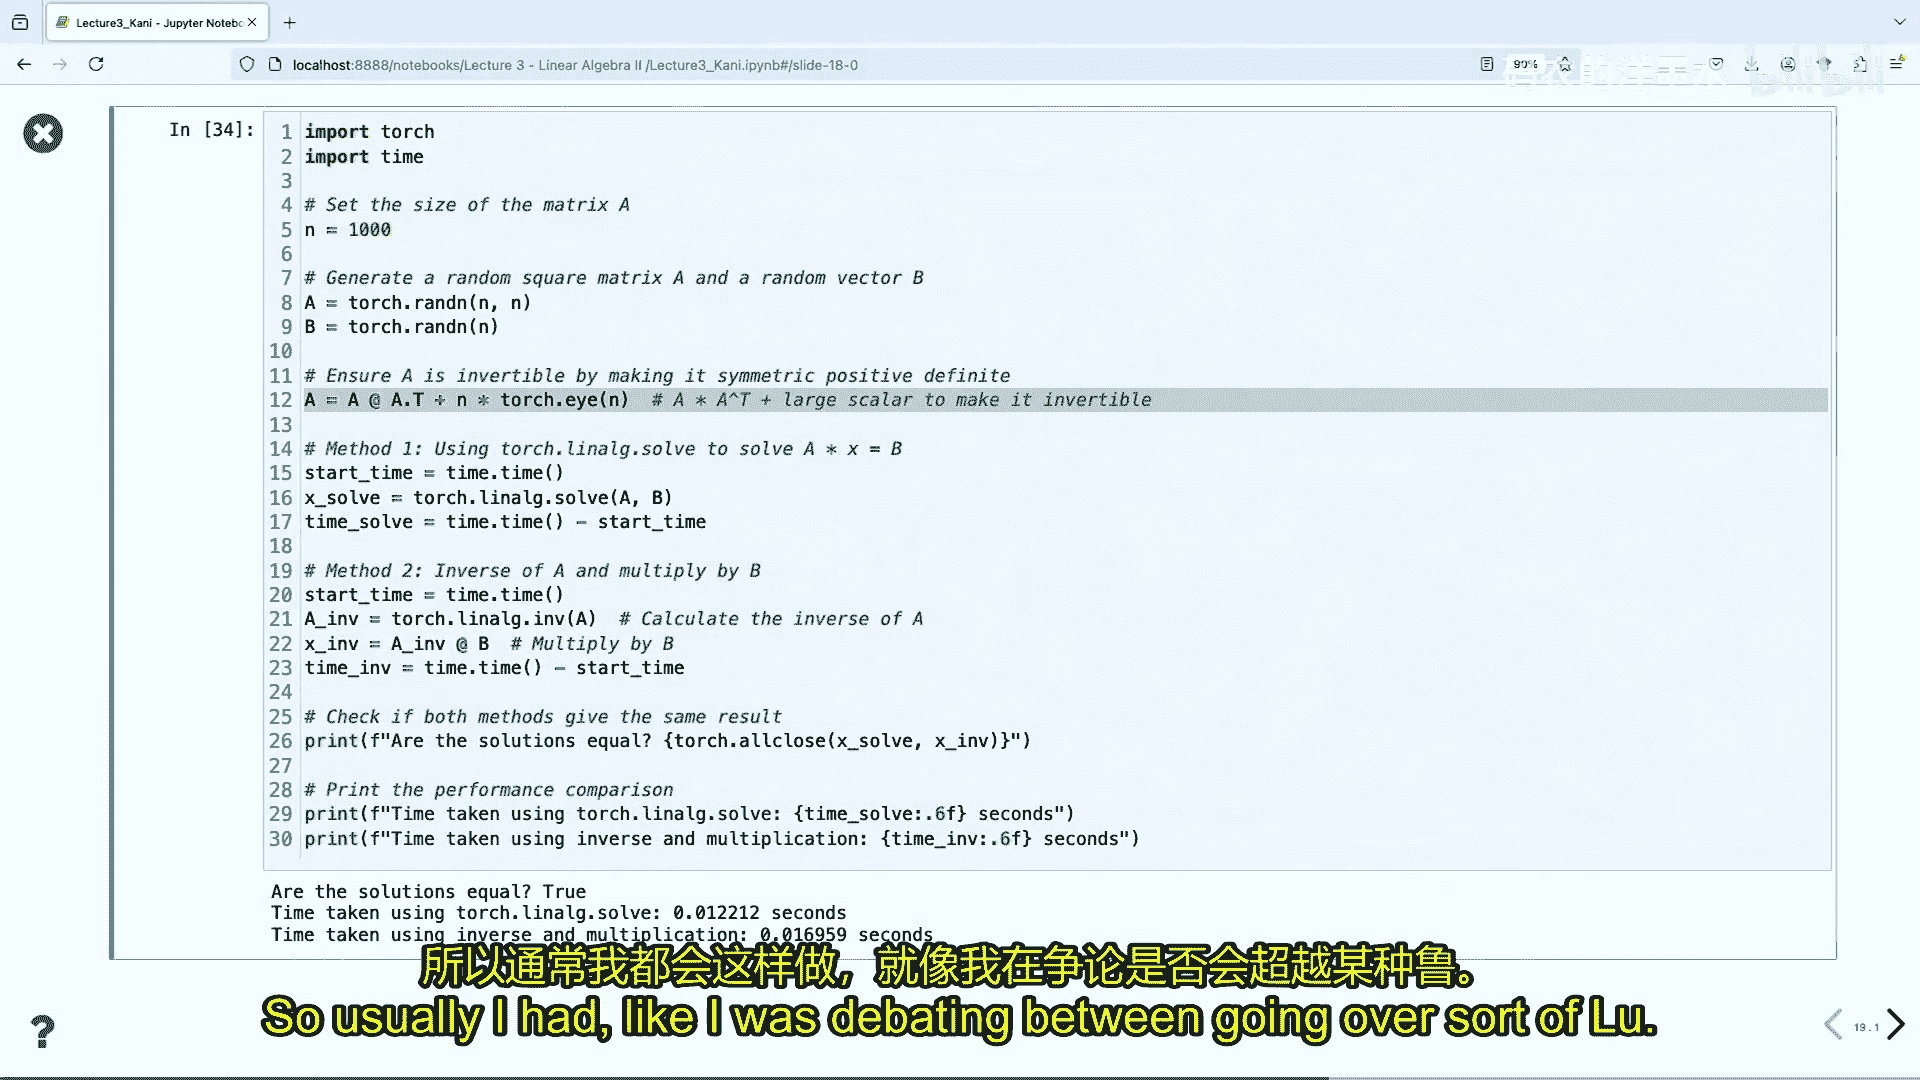 Lecture3_Kani - Jupyter Notebo
localhost:8888/notebooks/Lecture 3 - Linear Algebra II /Lecture3_Kani.ipynb#/slide-18-0
90%
In [34]:
1 import torch
2 import time
3
4 # Set the size of the matrix A
5 n = 1000
6
7 # Generate a random square matrix A and a random vector B
8 A = torch.randn(n, n)
9 B = torch.randn(n)
10
11 # Ensure A is invertible by making it symmetric positive definite
12 A = A @ A.T + n * torch.eye(n)  # A * A^T + large scalar to make it invertible
13
14 # Method 1: Using torch.linalg.solve to solve A * x = B
15 start_time = time.time()
16 x_solve = torch.linalg.solve(A, B)
17 time_solve = time.time() - start_time
18
19 # Method 2: Inverse of A and multiply by B
20 start_time = time.time()
21 A_inv = torch.linalg.inv(A)  # Calculate the inverse of A
22 x_inv = A_inv @ B  # Multiply by B
23 time_inv = time.time() - start_time
24
25 # Check if both methods give the same result
26 print(f"Are the solutions equal? {torch.allclose(x_solve, x_inv)}")
27
28 # Print the performance comparison
29 print(f"Time taken using torch.linalg.solve: {time_solve:.6f} seconds")
30 print(f"Time taken using inverse and multiplication: {time_inv:.6f} seconds")
Are the solutions equal? True
Time taken using torch.linalg.solve: 0.012212 seconds
Time taken using inverse and multiplication: 0.016959 seconds
所以通常我都会这样做，就像我在争论是否会超越某种鲁。
So usually I had, like I was debating between going over sort of Lu.
?
19.1